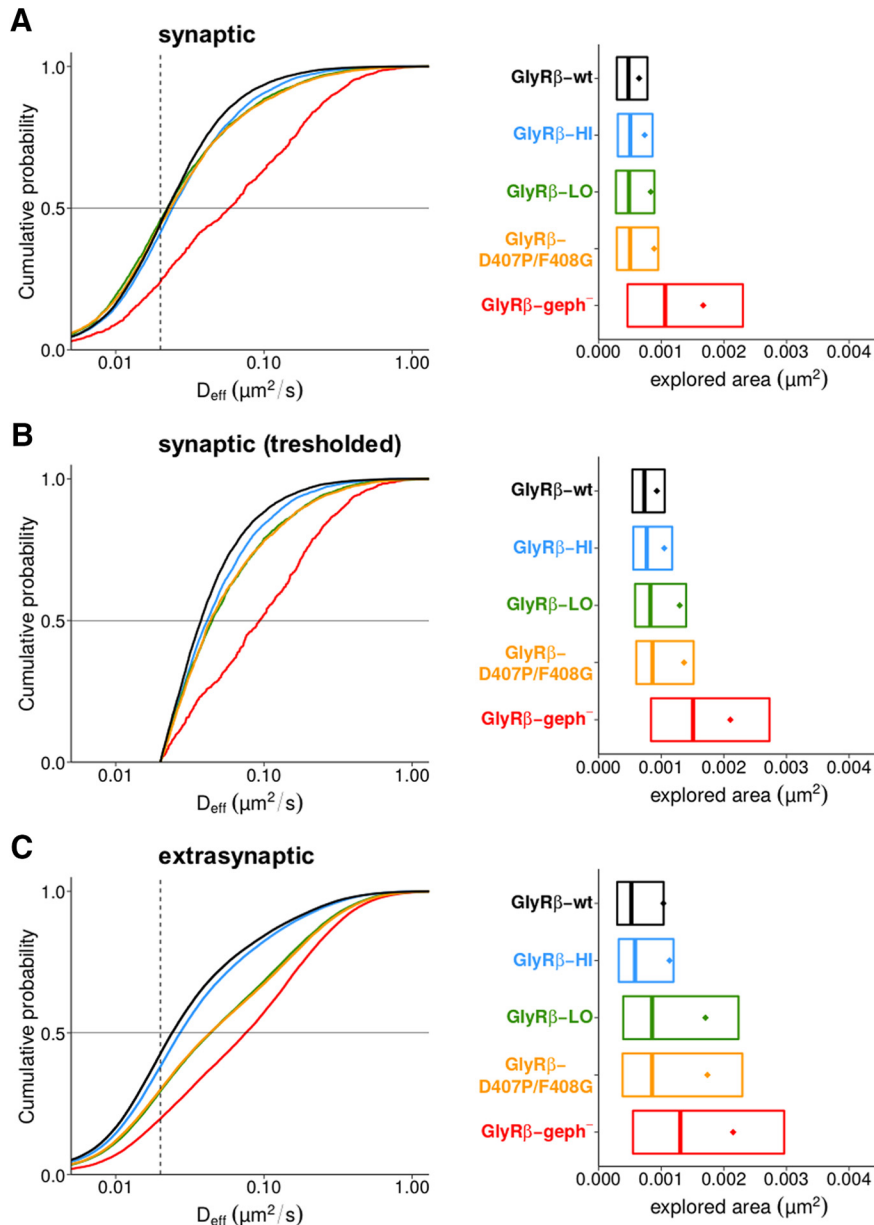 A
synaptic
1.0
0.5
0.0
Cumulative probability
0.01 0.10 1.00
Deff (µm²/s)
GlyRβ−wt
GlyRβ−HI
GlyRβ−LO
GlyRβ−
D407P/F408G
GlyRβ−geph⁻
0.000 0.001 0.002 0.003 0.004
explored area (µm²)
B
synaptic (tresholded)
1.0
0.5
0.0
Cumulative probability
0.01 0.10 1.00
Deff (µm²/s)
GlyRβ−wt
GlyRβ−HI
GlyRβ−LO
GlyRβ−
D407P/F408G
GlyRβ−geph⁻
0.000 0.001 0.002 0.003 0.004
explored area (µm²)
C
extrasynaptic
1.0
0.5
0.0
Cumulative probability
0.01 0.10 1.00
Deff (µm²/s)
GlyRβ−wt
GlyRβ−HI
GlyRβ−LO
GlyRβ−
D407P/F408G
GlyRβ−geph⁻
0.000 0.001 0.002 0.003 0.004
explored area (µm²)